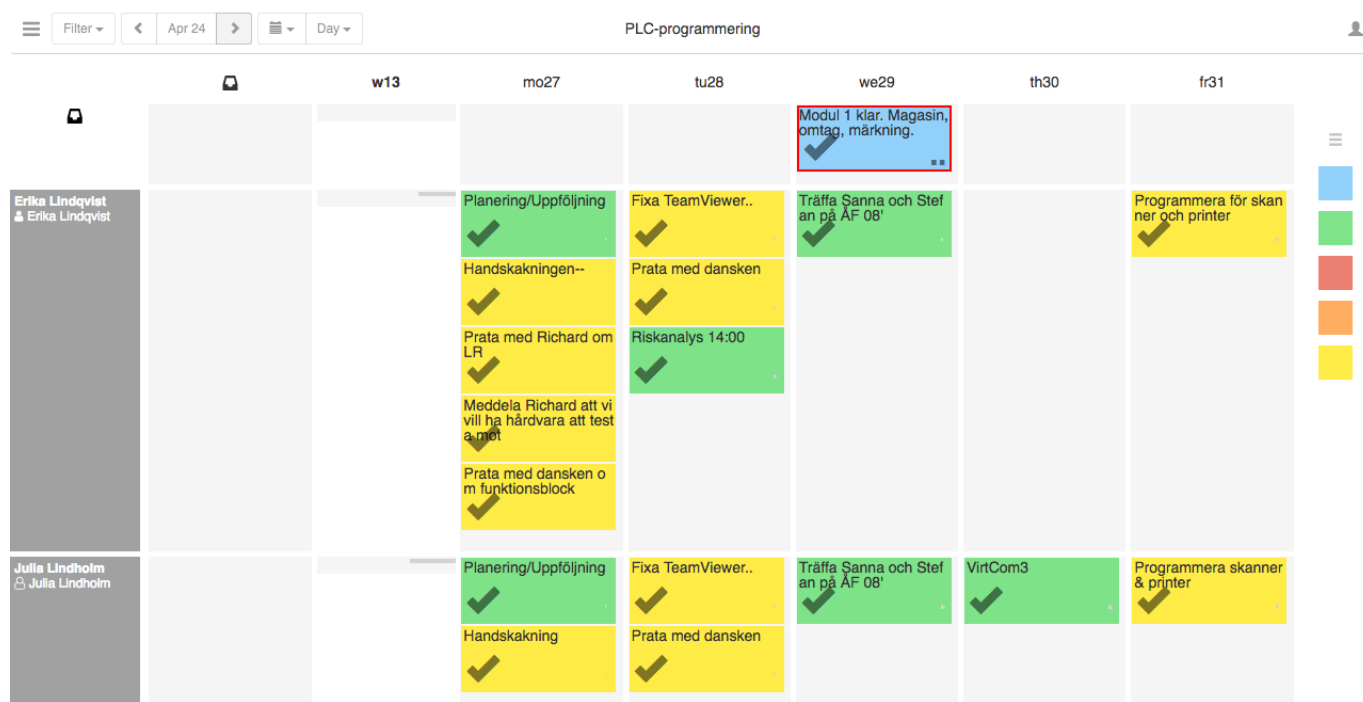 Filter Apr 24 Day PLC-programmering
w13 mo27 tu28 we29 th30 fr31
Modul 1 klar. Magasin,
omtag, märkning.
Erika Lindqvist
Erika Lindqvist
Planering/Uppföljning
Fixa TeamViewer..
Träffa Sanna och Stef
an på ÅF 08'
Programmera för skan
ner och printer
Handskakningen--
Prata med dansken
Prata med Richard om
LR
Riskanalys 14:00
Meddela Richard att vi
vill ha hårdvara att test
a mot
Prata med dansken o
m funktionsblock
Julia Lindholm
Julia Lindholm
Planering/Uppföljning
Fixa TeamViewer..
Träffa Sanna och Stef
an på ÅF 08'
VirtCom3
Programmera skanner
& printer
Handskakning
Prata med dansken